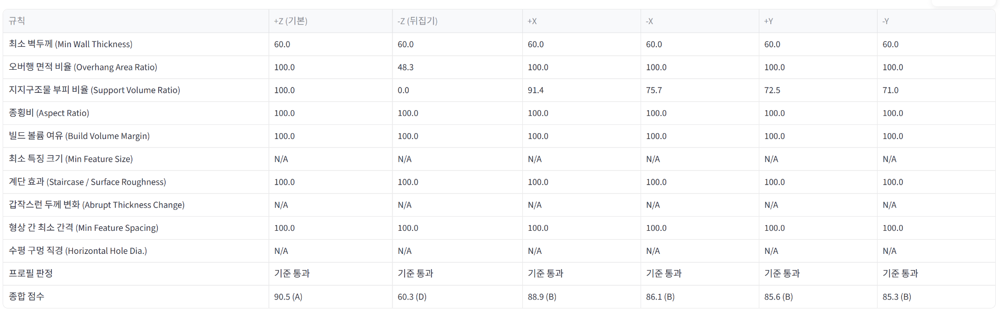 규칙 +Z (기본) -Z (뒤집기) +X -X +Y -Y
최소 벽두께 (Min Wall Thickness) 60.0 60.0 60.0 60.0 60.0 60.0
오버행 면적 비율 (Overhang Area Ratio) 100.0 48.3 100.0 100.0 100.0 100.0
지지구조물 부피 비율 (Support Volume Ratio) 100.0 0.0 91.4 75.7 72.5 71.0
종횡비 (Aspect Ratio) 100.0 100.0 100.0 100.0 100.0 100.0
빌드 볼륨 여유 (Build Volume Margin) 100.0 100.0 100.0 100.0 100.0 100.0
최소 특징 크기 (Min Feature Size) N/A N/A N/A N/A N/A N/A
계단 효과 (Staircase / Surface Roughness) 100.0 100.0 100.0 100.0 100.0 100.0
갑작스런 두께 변화 (Abrupt Thickness Change) N/A N/A N/A N/A N/A N/A
형상 간 최소 간격 (Min Feature Spacing) 100.0 100.0 100.0 100.0 100.0 100.0
수평 구멍 직경 (Horizontal Hole Dia.) N/A N/A N/A N/A N/A N/A
프로필 판정 기준 통과 기준 통과 기준 통과 기준 통과 기준 통과 기준 통과
종합 점수 90.5 (A) 60.3 (D) 88.9 (B) 86.1 (B) 85.6 (B) 85.3 (B)